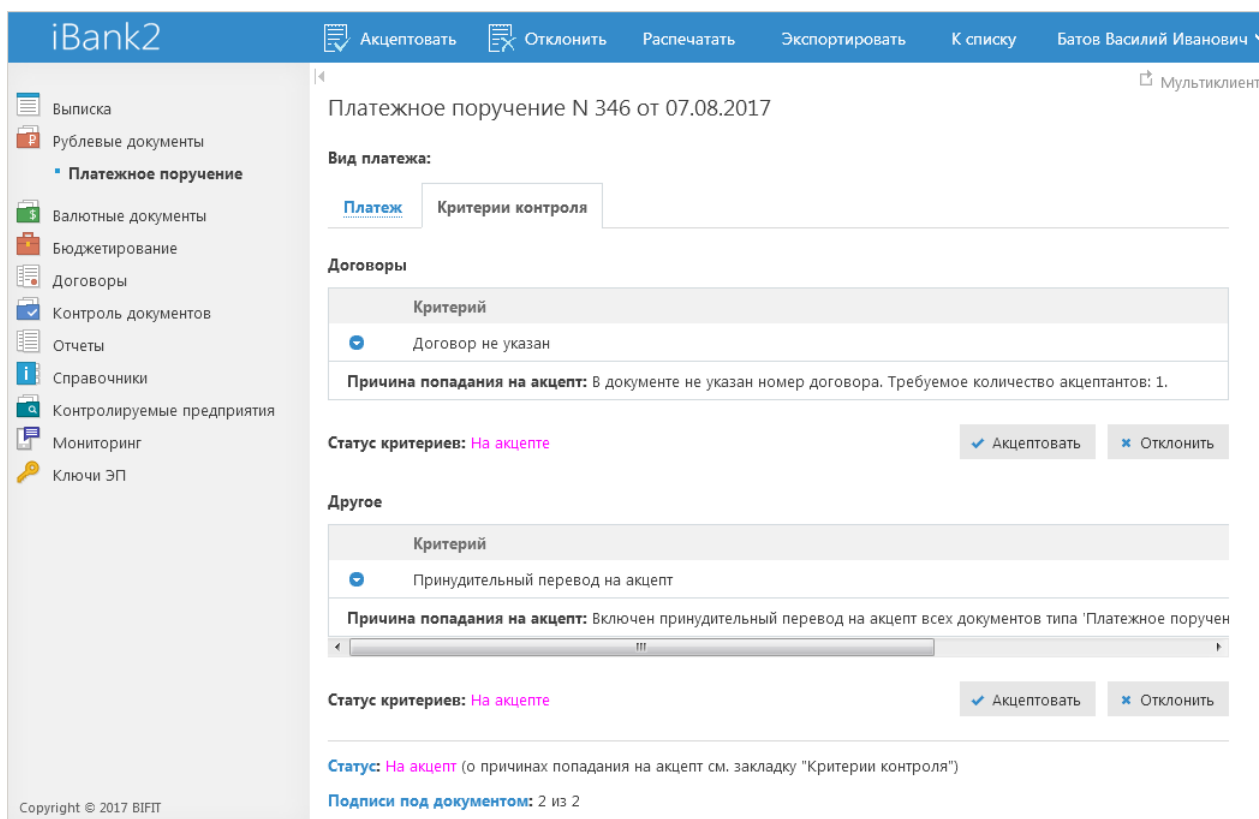 iBank2
Акцептовать Отклонить Распечатать Экспортировать К списку Батов Василий Иванович
Мультиклиент
Выписка
Рублевые документы
Платежное поручение
Валютные документы
Бюджетирование
Договоры
Контроль документов
Отчеты
Справочники
Контролируемые предприятия
Мониторинг
Ключи ЭП
Copyright © 2017 BIFIT
Платежное поручение N 346 от 07.08.2017
Вид платежа:
Платеж Критерии контроля
Договоры
Критерий
Договор не указан
Причина попадания на акцепт: В документе не указан номер договора. Требуемое количество акцептантов: 1.
Статус критериев: На акцепте Акцептовать Отклонить
Другое
Критерий
Принудительный перевод на акцепт
Причина попадания на акцепт: Включен принудительный перевод на акцепт всех документов типа 'Платежное поручен
Статус критериев: На акцепте Акцептовать Отклонить
Статус: На акцепт (о причинах попадания на акцепт см. закладку "Критерии контроля")
Подписи под документом: 2 из 2